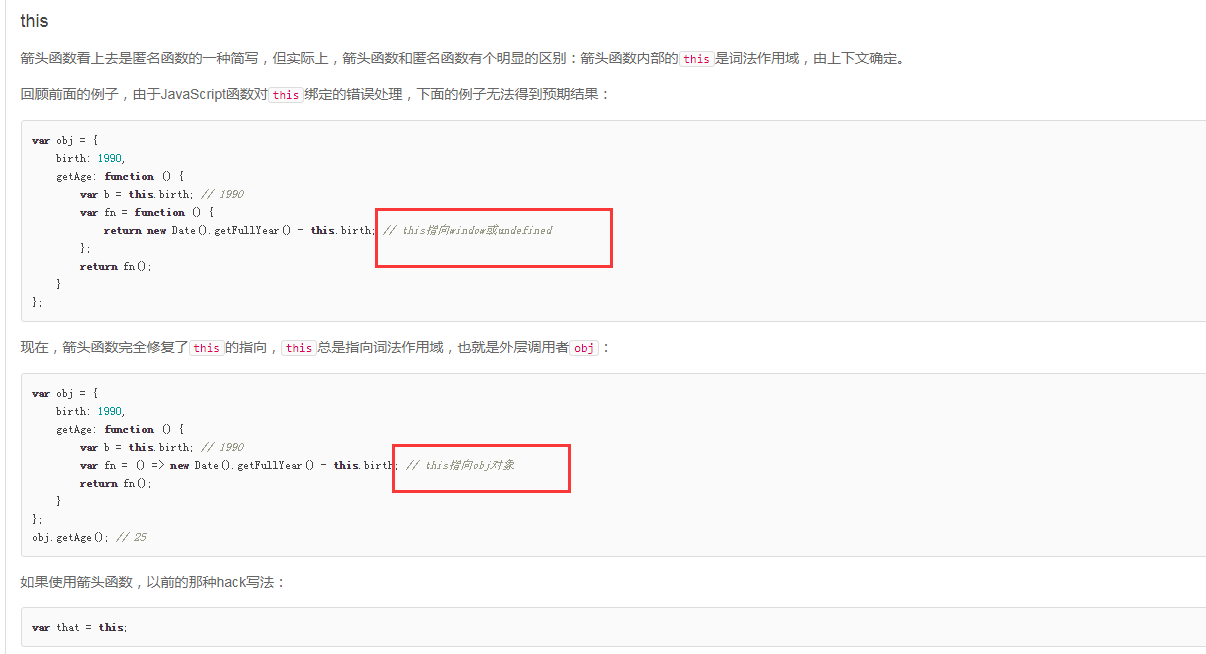 this
箭头函数看上去是匿名函数的一种简写，但实际上，箭头函数和匿名函数有个明显的区别：箭头函数内部的this是词法作用域，由上下文确定。
回顾前面的例子，由于JavaScript函数对this绑定的错误处理，下面的例子无法得到预期结果：
var obj = {
    birth: 1990,
    getAge: function () {
        var b = this.birth; // 1990
        var fn = function () {
            return new Date().getFullYear() - this.birth; // this指向window或undefined
        };
        return fn();
    }
};
现在，箭头函数完全修复了this的指向，this总是指向词法作用域，也就是外层调用者obj：
var obj = {
    birth: 1990,
    getAge: function () {
        var b = this.birth; // 1990
        var fn = () => new Date().getFullYear() - this.birth; // this指向obj对象
        return fn();
    }
};
obj.getAge(); // 25
如果使用箭头函数，以前的那种hack写法：
var that = this;